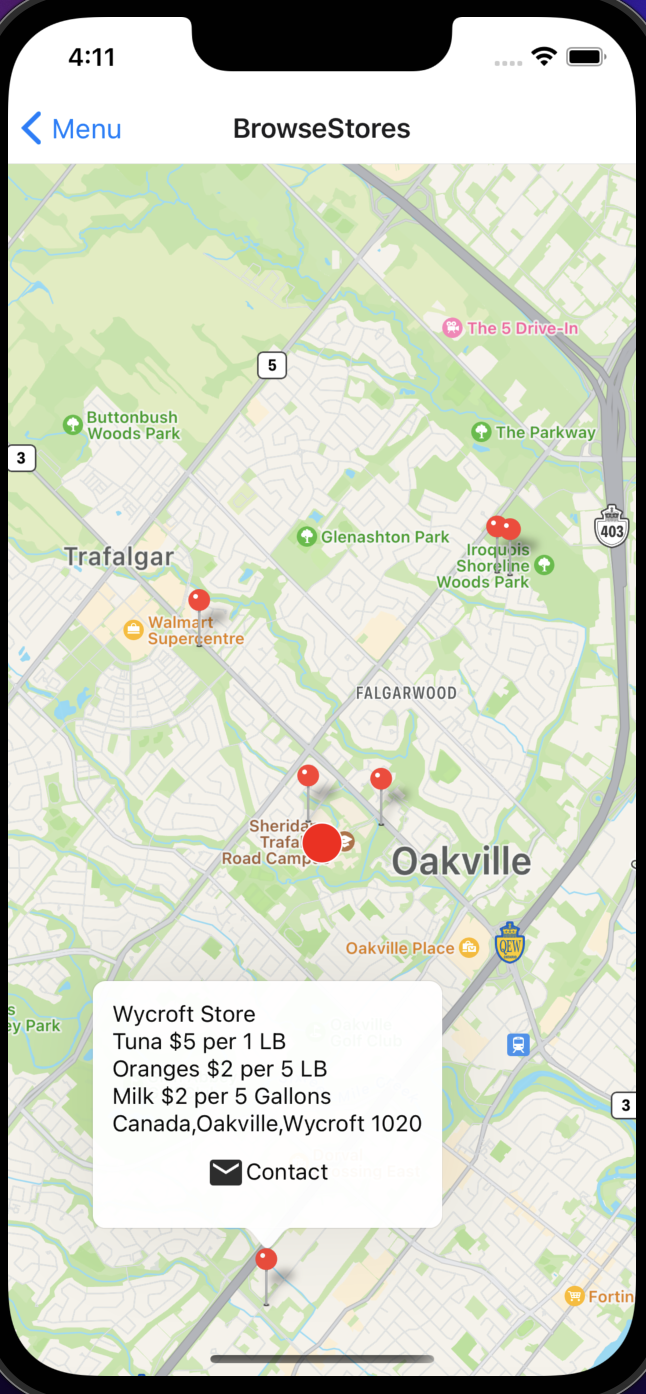 4:11
Menu
BrowseStores
The 5 Drive-In
5
Buttonbush
Woods Park
The Parkway
3
403
Glenashton Park
Iroquois
Shoreline
Woods Park
Trafalgar
Walmart
Supercentre
FALGARWOOD
Sherida
Trafa
Road Camp
Oakville
Oakville Place
QEW
s
ey Park
Wycroft Store
Tuna $5 per 1 LB
Oranges $2 per 5 LB
Milk $2 per 5 Gallons
Canada,Oakville,Wycroft 1020
Contact
Oakville
Golf Club
3
Fortin